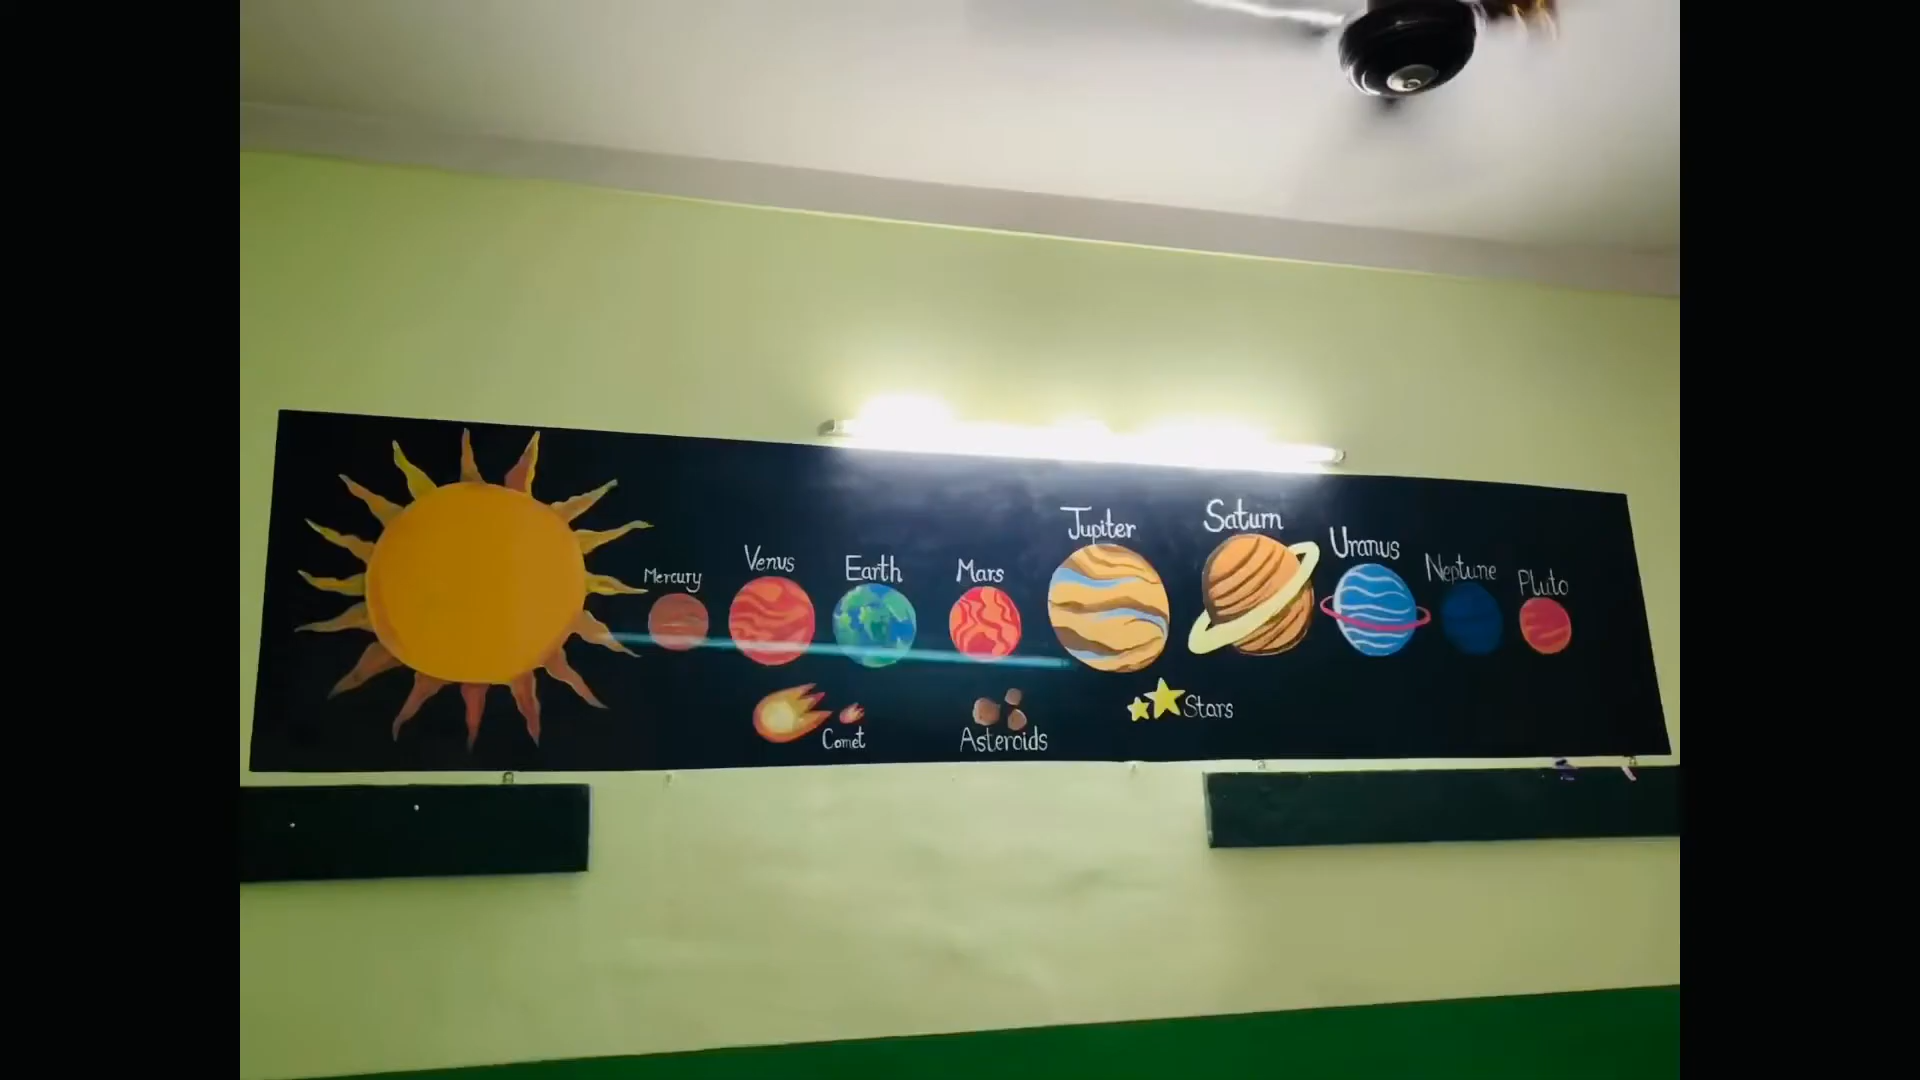 Mercury
Venus
Earth
Mars
Jupiter
Saturn
Uranus
Neptune
Pluto
Comet
Asteroids
Stars